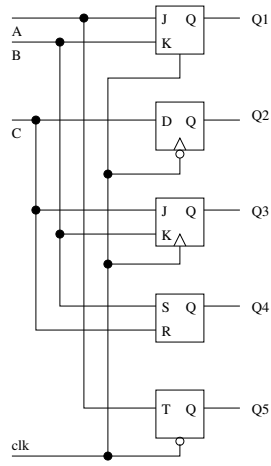 A J Q Q1
B K
C D Q Q2
J Q Q3
K
S Q Q4
R
T Q Q5
clk